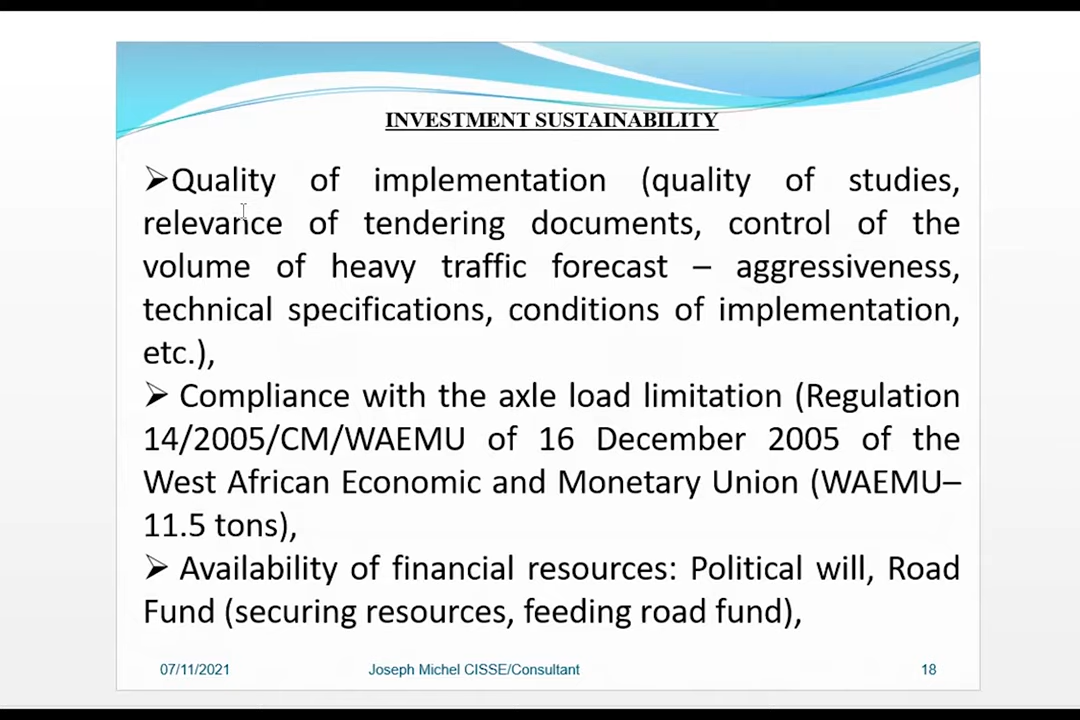 INVESTMENT SUSTAINABILITY
➢Quality of implementation (quality of studies,
relevance of tendering documents, control of the
volume of heavy traffic forecast – aggressiveness,
technical specifications, conditions of implementation,
etc.),
➢ Compliance with the axle load limitation (Regulation
14/2005/CM/WAEMU of 16 December 2005 of the
West African Economic and Monetary Union (WAEMU–
11.5 tons),
➢ Availability of financial resources: Political will, Road
Fund (securing resources, feeding road fund),
07/11/2021 Joseph Michel CISSE/Consultant 18